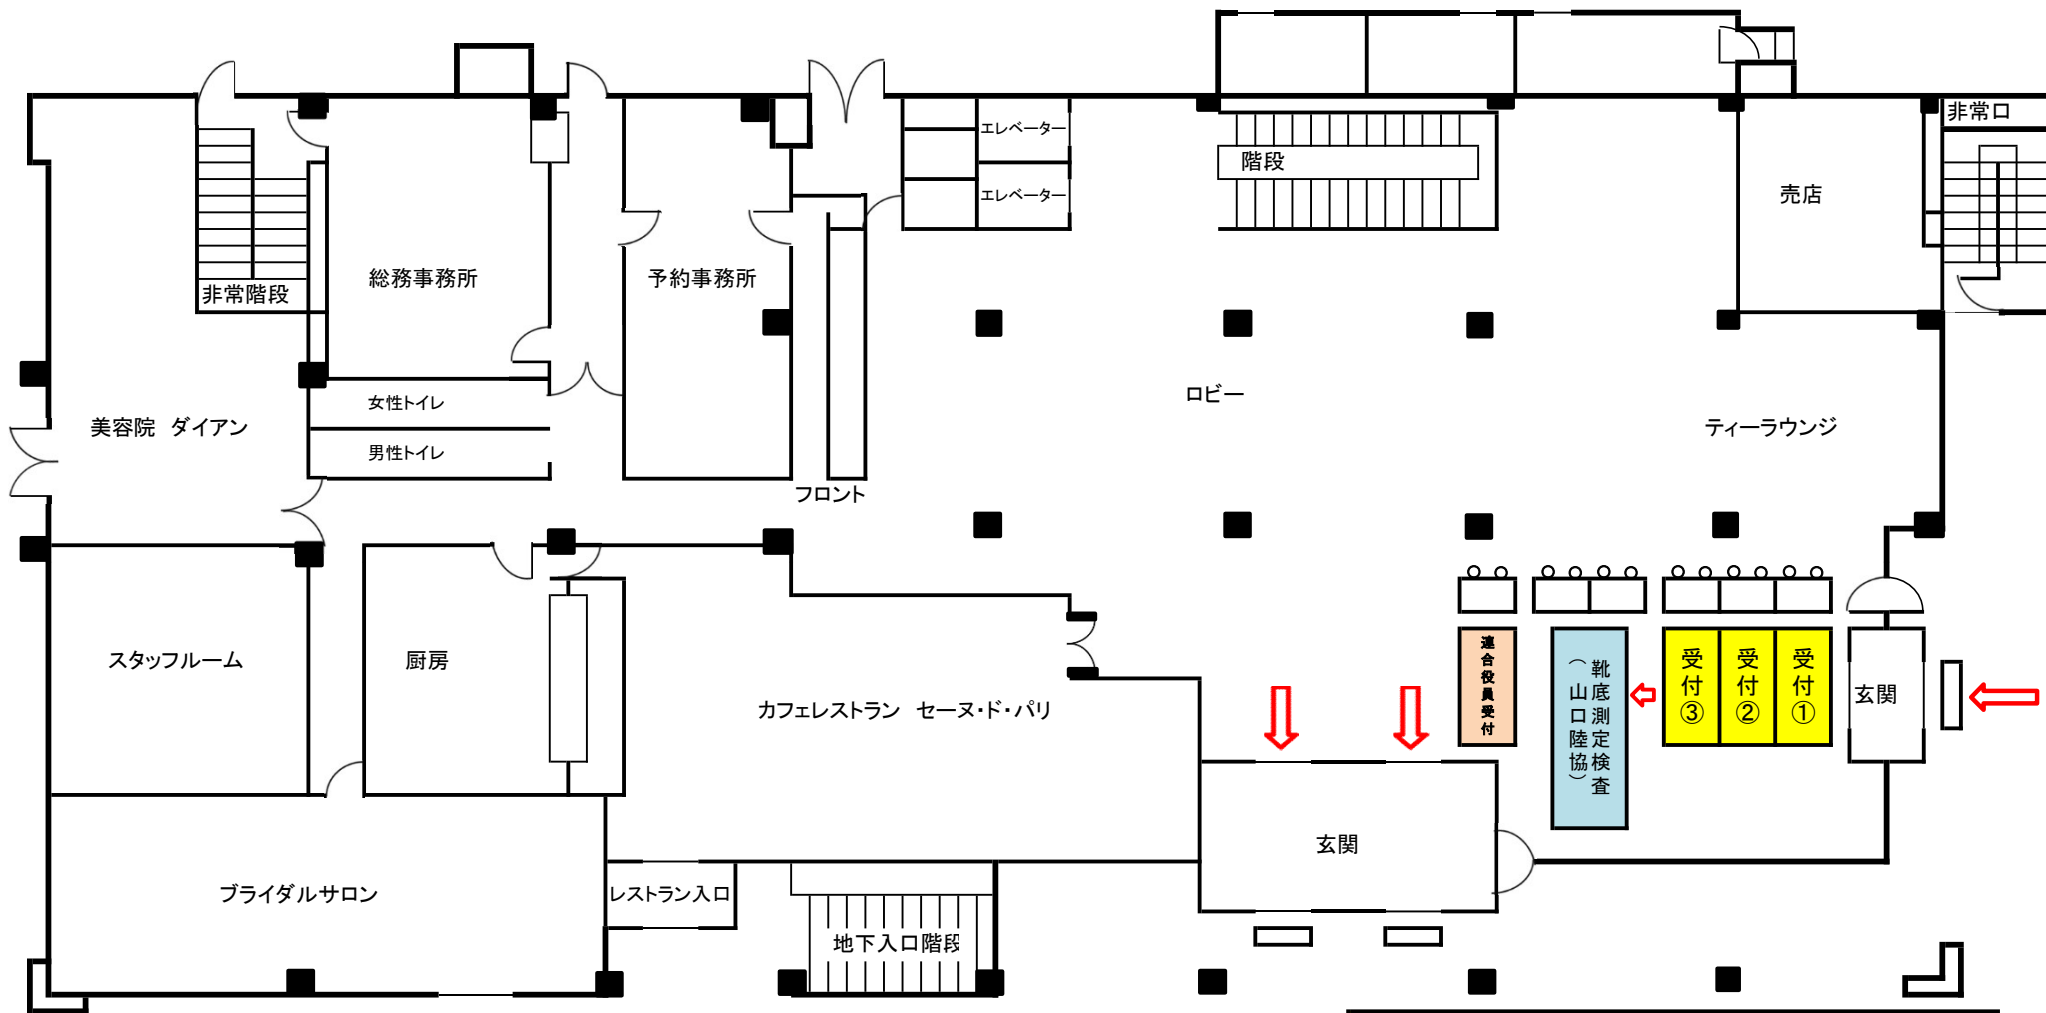 非常口
エレベーター
階段
エレベーター
売店
総務事務所
予約事務所
非常階段
ロビー
女性トイレ
美容院　ダイアン
ティーラウンジ
男性トイレ
フロント
スタッフルーム
厨房
カフェレストラン　セーヌ・ド・パリ
連合役員受付
靴底測定検査
（山口陸協）
受付③
受付②
受付①
玄関
玄関
ブライダルサロン
レストラン入口
地下入口階段